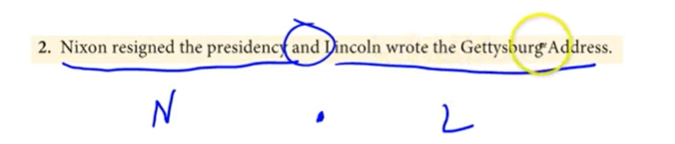 2. Nixon resigned the presidency and Lincoln wrote the Gettysburg Address.
N • L